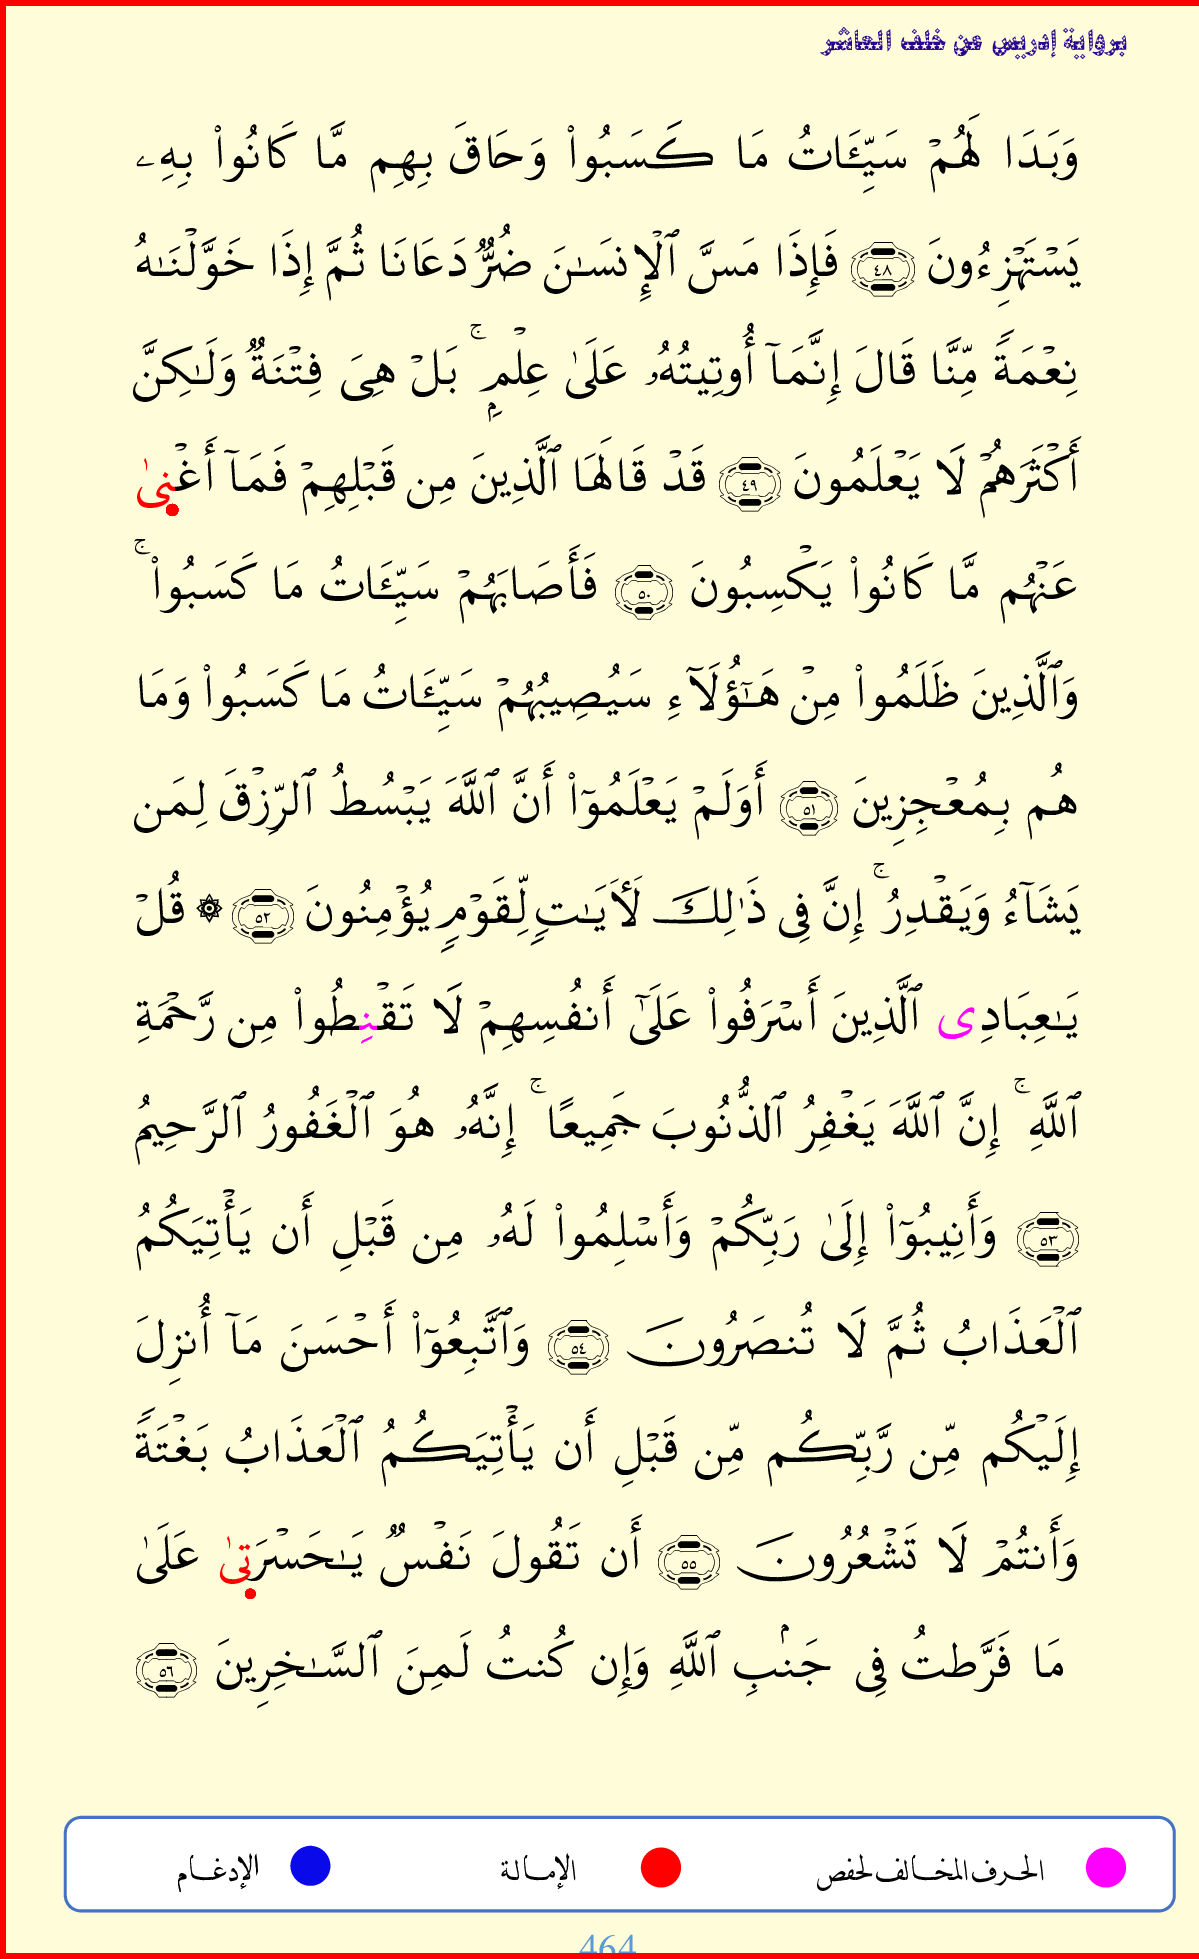 برواية إدريس عن خلف العاشر
وَبَدَا لَهُمْ سَيِّـَٔاتُ مَا كَسَبُوا۟ وَحَاقَ بِهِم مَّا كَانُوا۟ بِهِۦ
يَسْتَهْزِءُونَ ٤٨ فَإِذَا مَسَّ ٱلْإِنسَـٰنَ ضُرٌّ دَعَانَا ثُمَّ إِذَا خَوَّلْنَـٰهُ
نِعْمَةً مِّنَّا قَالَ إِنَّمَآ أُوتِيتُهُۥ عَلَىٰ عِلْمٍۭ ۚ بَلْ هِىَ فِتْنَةٌ وَلَـٰكِنَّ
أَكْثَرَهُمْ لَا يَعْلَمُونَ ٤٩ قَدْ قَالَهَا ٱلَّذِينَ مِن قَبْلِهِمْ فَمَآ أَغْنِىٰ
عَنْهُم مَّا كَانُوا۟ يَكْسِبُونَ ٥٠ فَأَصَابَهُمْ سَيِّـَٔاتُ مَا كَسَبُوا۟ ۚ
وَٱلَّذِينَ ظَلَمُوا۟ مِنْ هَـٰٓؤُلَآءِ سَيُصِيبُهُمْ سَيِّـَٔاتُ مَا كَسَبُوا۟ وَمَا
هُم بِمُعْجِزِينَ ٥١ أَوَلَمْ يَعْلَمُوٓا۟ أَنَّ ٱللَّهَ يَبْسُطُ ٱلرِّزْقَ لِمَن
يَشَآءُ وَيَقْدِرُ ۚ إِنَّ فِى ذَٰلِكَ لَـَٔايَـٰتٍ لِّقَوْمٍ يُؤْمِنُونَ ٥٢ ۞ قُلْ
يَـٰعِبَادِى ٱلَّذِينَ أَسْرَفُوا۟ عَلَىٰٓ أَنفُسِهِمْ لَا تَقْنِطُوا۟ مِن رَّحْمَةِ
ٱللَّهِ ۚ إِنَّ ٱللَّهَ يَغْفِرُ ٱلذُّنُوبَ جَمِيعًا ۚ إِنَّهُۥ هُوَ ٱلْغَفُورُ ٱلرَّحِيمُ
٥٣ وَأَنِيبُوٓا۟ إِلَىٰ رَبِّكُمْ وَأَسْلِمُوا۟ لَهُۥ مِن قَبْلِ أَن يَأْتِيَكُمُ
ٱلْعَذَابُ ثُمَّ لَا تُنصَرُونَ ٥٤ وَٱتَّبِعُوٓا۟ أَحْسَنَ مَآ أُنزِلَ
إِلَيْكُم مِّن رَّبِّكُم مِّن قَبْلِ أَن يَأْتِيَكُمُ ٱلْعَذَابُ بَغْتَةً
وَأَنتُمْ لَا تَشْعُرُونَ ٥٥ أَن تَقُولَ نَفْسٌ يَـٰحَسْرَتِىٰ عَلَىٰ
مَا فَرَّطتُ فِى جَنۢبِ ٱللَّهِ وَإِن كُنتُ لَمِنَ ٱلسَّـٰخِرِينَ ٥٦
الحرف المخالف لحفص الإمالة الإدغام
464